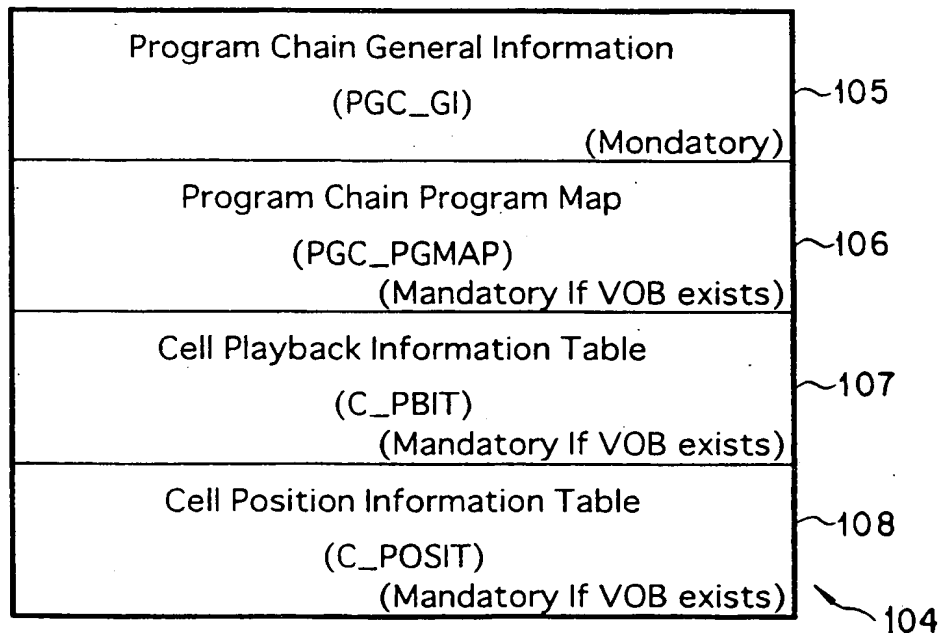 Program Chain General Information
(PGC_GI)
(Mondatory)
105
Program Chain Program Map
(PGC_PGMAP)
(Mandatory If VOB exists)
106
Cell Playback Information Table
(C_PBIT)
(Mandatory If VOB exists)
107
Cell Position Information Table
(C_POSIT)
(Mandatory If VOB exists)
108
104